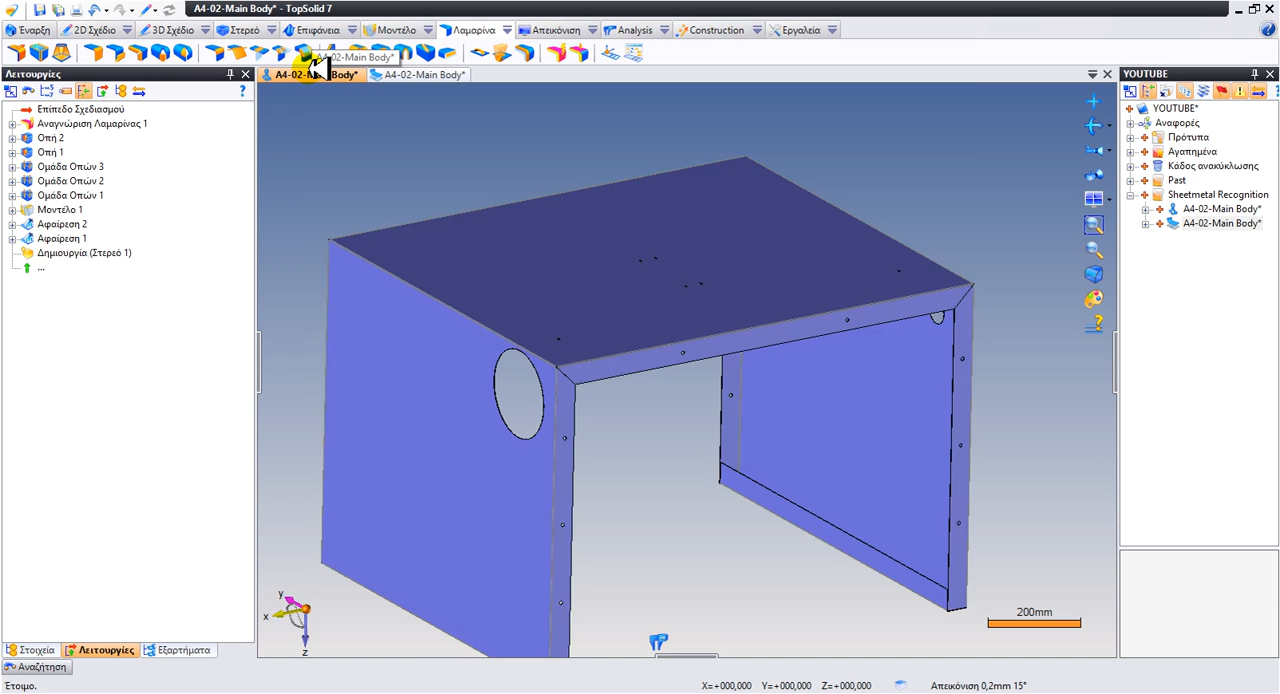 A4-02-Main Body* - TopSolid 7
Έναρξη 2D Σχέδιο 3D Σχέδιο Στερεό Επιφάνεια Μοντέλο Λαμαρίνα Απεικόνιση Analysis Construction Εργαλεία
A4-02-Main Body*
Λειτουργίες
A4-02-M Body* A4-02-Main Body*
YOUTUBE
Επίπεδο Σχεδιασμού
Αναγνώριση Λαμαρίνας 1
Οπή 2
Οπή 1
Ομάδα Οπών 3
Ομάδα Οπών 2
Ομάδα Οπών 1
Μοντέλο 1
Αφαίρεση 2
Αφαίρεση 1
Δημιουργία (Στερεό 1)
...
YOUTUBE*
Αναφορές
Πρότυπα
Αγαπημένα
Κάδος ανακύκλωσης
Past
Sheetmetal Recognition
A4-02-Main Body*
A4-02-Main Body*
y
x
z
200mm
Στοιχεία Λειτουργίες Εξαρτήματα
Αναζήτηση
Έτοιμο.
X=+000,000 Y=+000,000 Z=+000,000 Απεικόνιση 0,2mm 15°